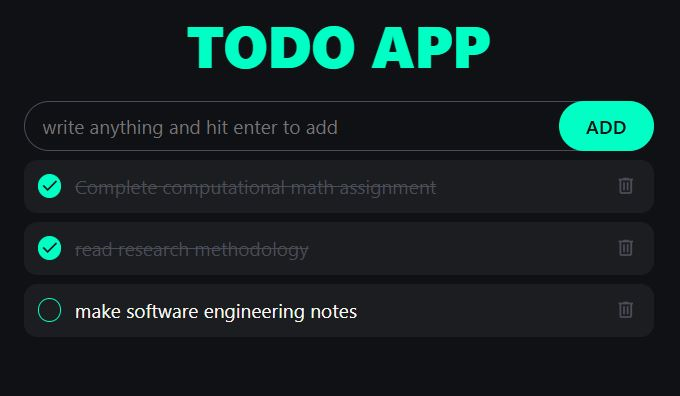 TODO APP
write anything and hit enter to add
ADD
Complete computational math assignment
read research methodology
make software engineering notes